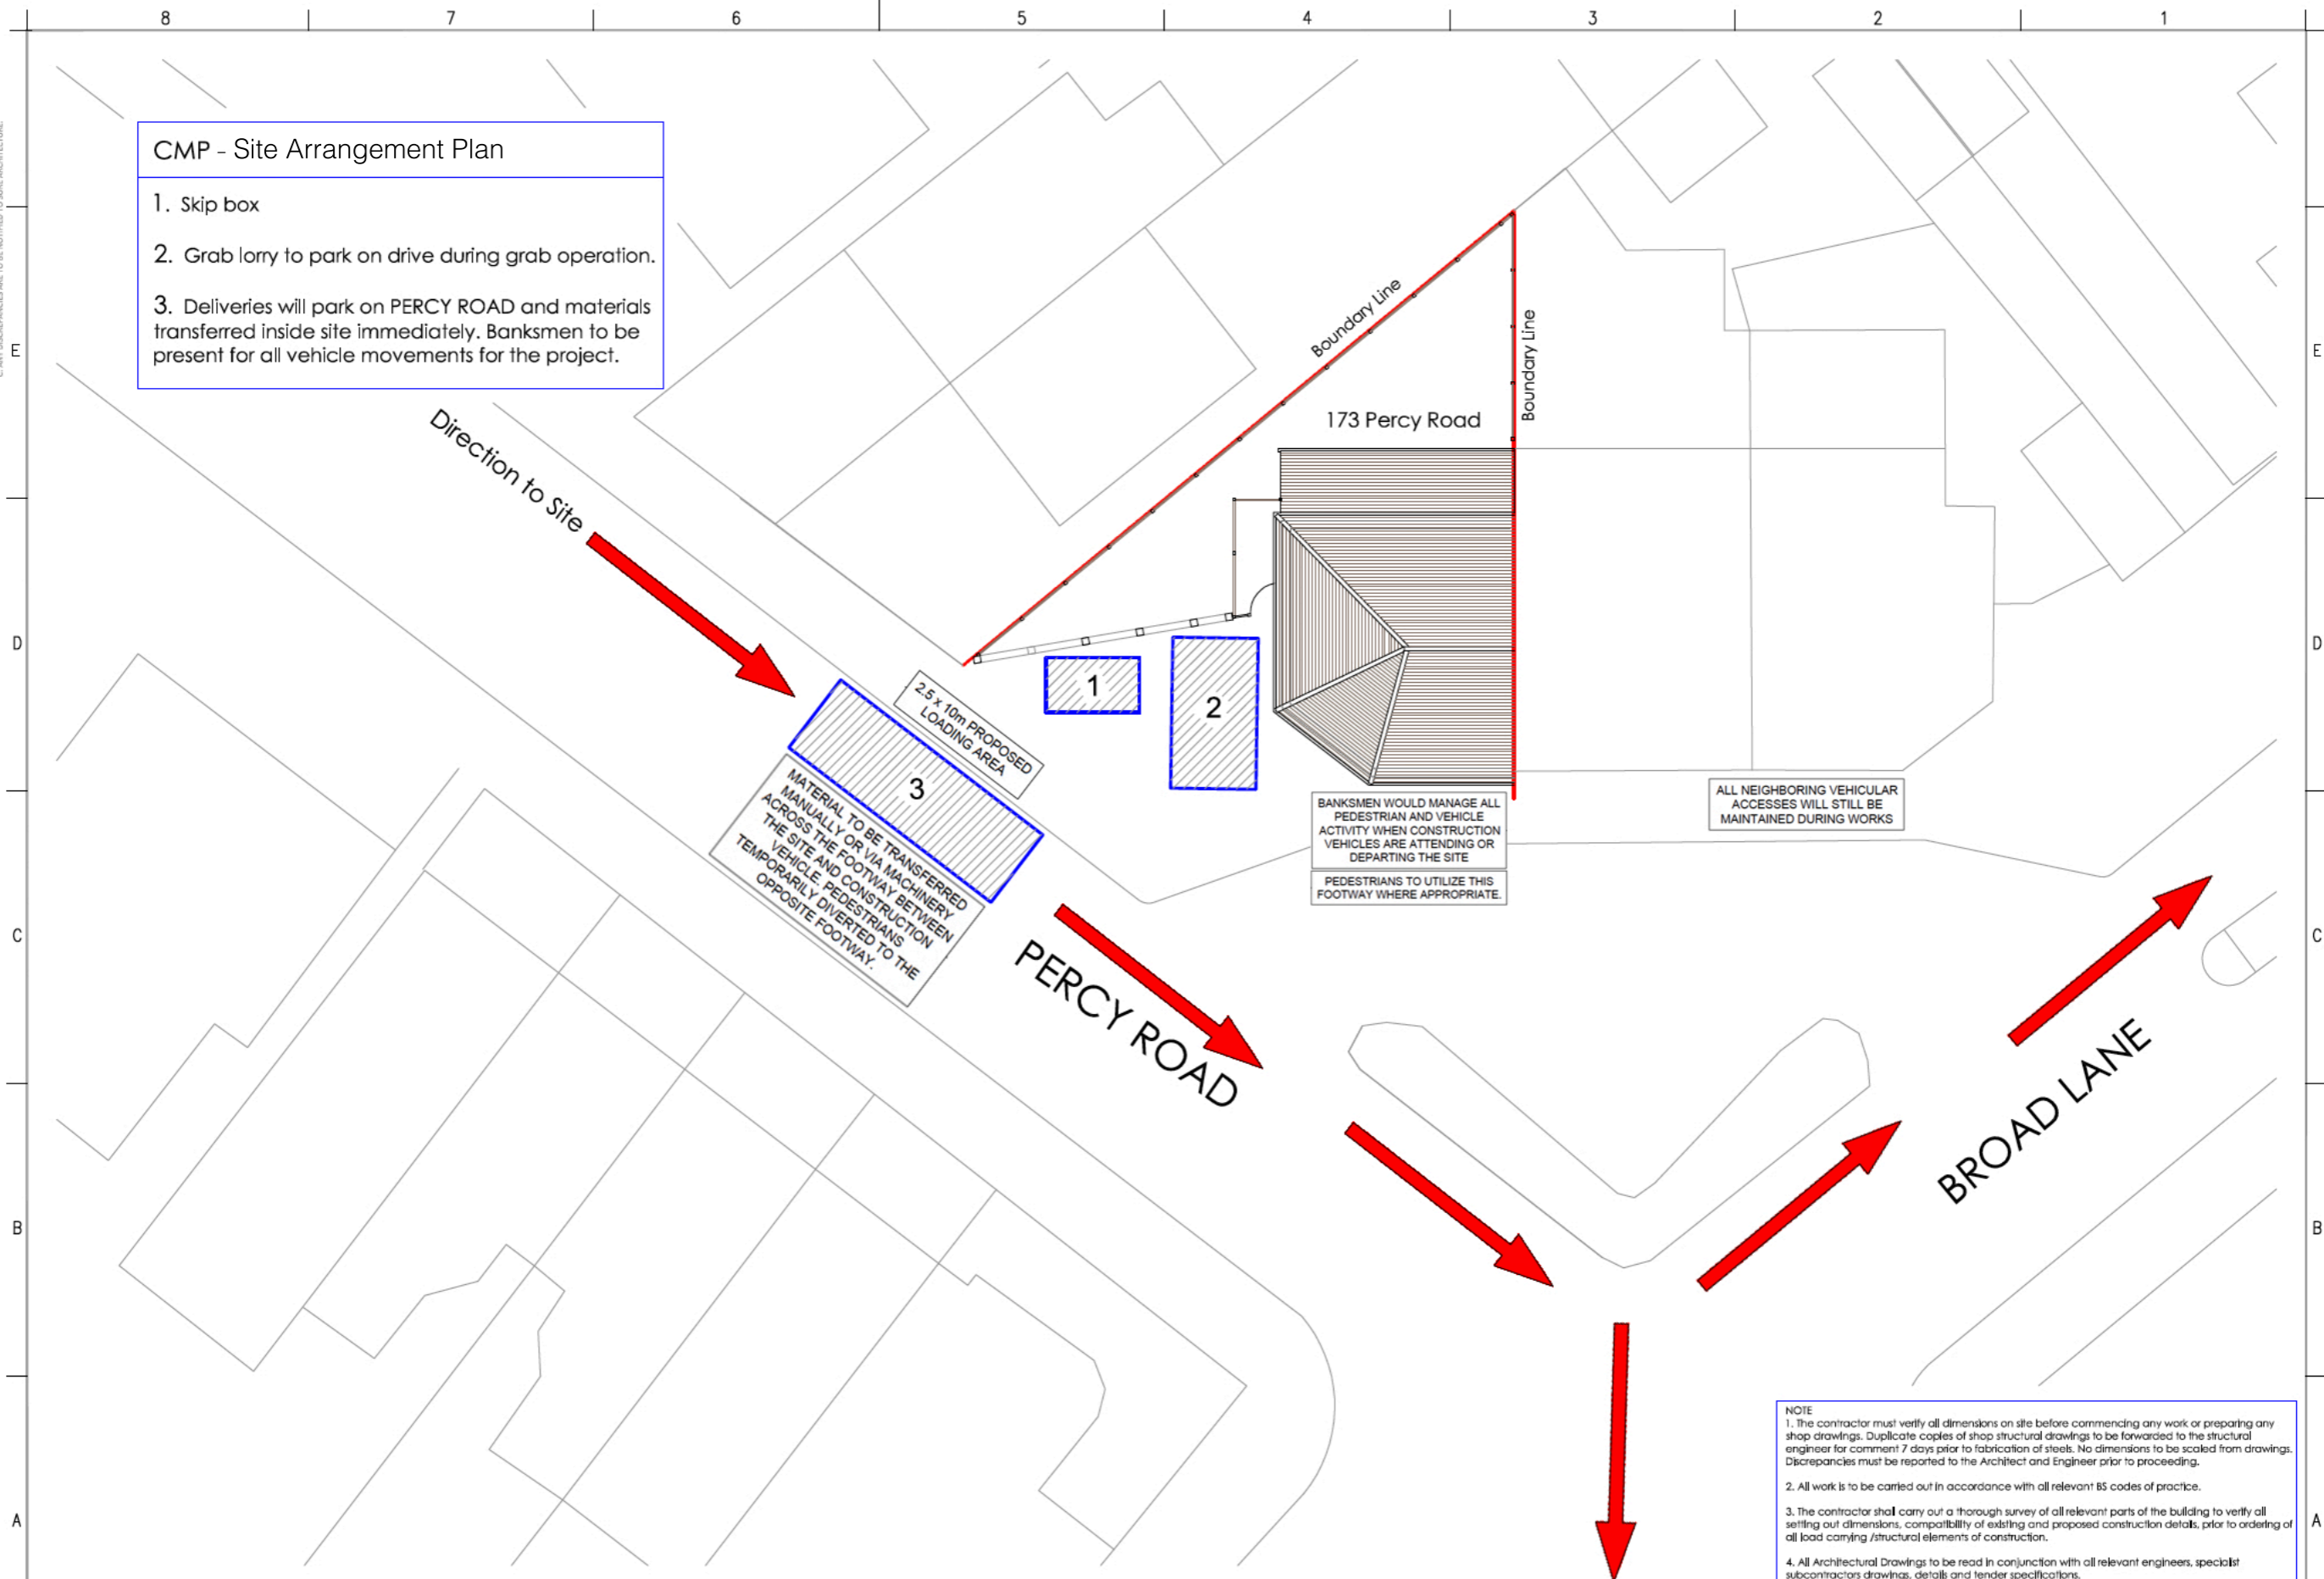 8 7 6 5 4 3 2 1
CMP - Site Arrangement Plan
1. Skip box
2. Grab lorry to park on drive during grab operation.
3. Deliveries will park on PERCY ROAD and materials
transferred inside site immediately. Banksmen to be
present for all vehicle movements for the project.
E
E
Boundary Line
Boundary Line
173 Percy Road
Direction to Site
D
D
1
2
3
2.5 x 10m PROPOSED
LOADING AREA
MATERIAL TO BE TRANSFERRED
MANUALLY OR VIA MACHINERY
ACROSS THE FOOTWAY BETWEEN
THE SITE AND CONSTRUCTION
VEHICLE. PEDESTRIANS
TEMPORARILY DIVERTED TO THE
OPPOSITE FOOTWAY.
BANKSMEN WOULD MANAGE ALL
PEDESTRIAN AND VEHICLE
ACTIVITY WHEN CONSTRUCTION
VEHICLES ARE ATTENDING OR
DEPARTING THE SITE
PEDESTRIANS TO UTILIZE THIS
FOOTWAY WHERE APPROPRIATE.
ALL NEIGHBORING VEHICULAR
ACCESSES WILL STILL BE
MAINTAINED DURING WORKS
C
C
PERCY ROAD
BROAD LANE
B
B
A
A
NOTE
1. The contractor must verify all dimensions on site before commencing any work or preparing any
shop drawings. Duplicate copies of shop structural drawings to be forwarded to the structural
engineer for comment 7 days prior to fabrication of steels. No dimensions to be scaled from drawings.
Discrepancies must be reported to the Architect and Engineer prior to proceeding.
2. All work is to be carried out in accordance with all relevant BS codes of practice.
3. The contractor shall carry out a thorough survey of all relevant parts of the building to verify all
setting out dimensions, compatibility of existing and proposed construction details, prior to ordering of
all load carrying /structural elements of construction.
4. All Architectural Drawings to be read in conjunction with all relevant engineers, specialist
subcontractors drawings, details and tender specifications.